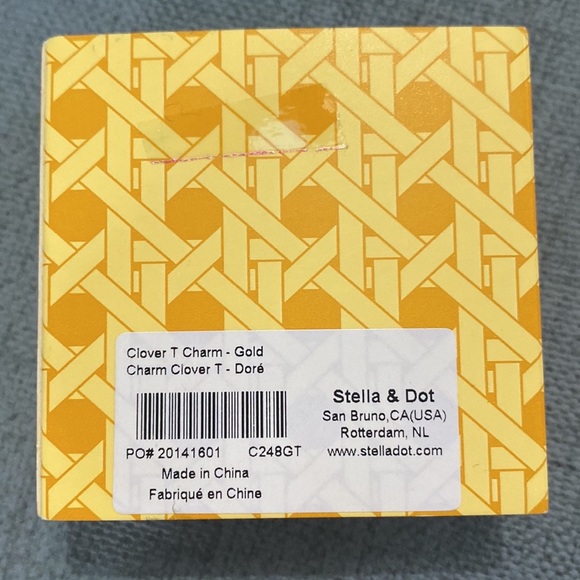 Clover T Charm - Gold
Charm Clover T - Doré
PO# 20141601 C248GT
Made in China
Fabriqué en Chine
Stella & Dot
San Bruno,CA(USA)
Rotterdam, NL
www.stelladot.com